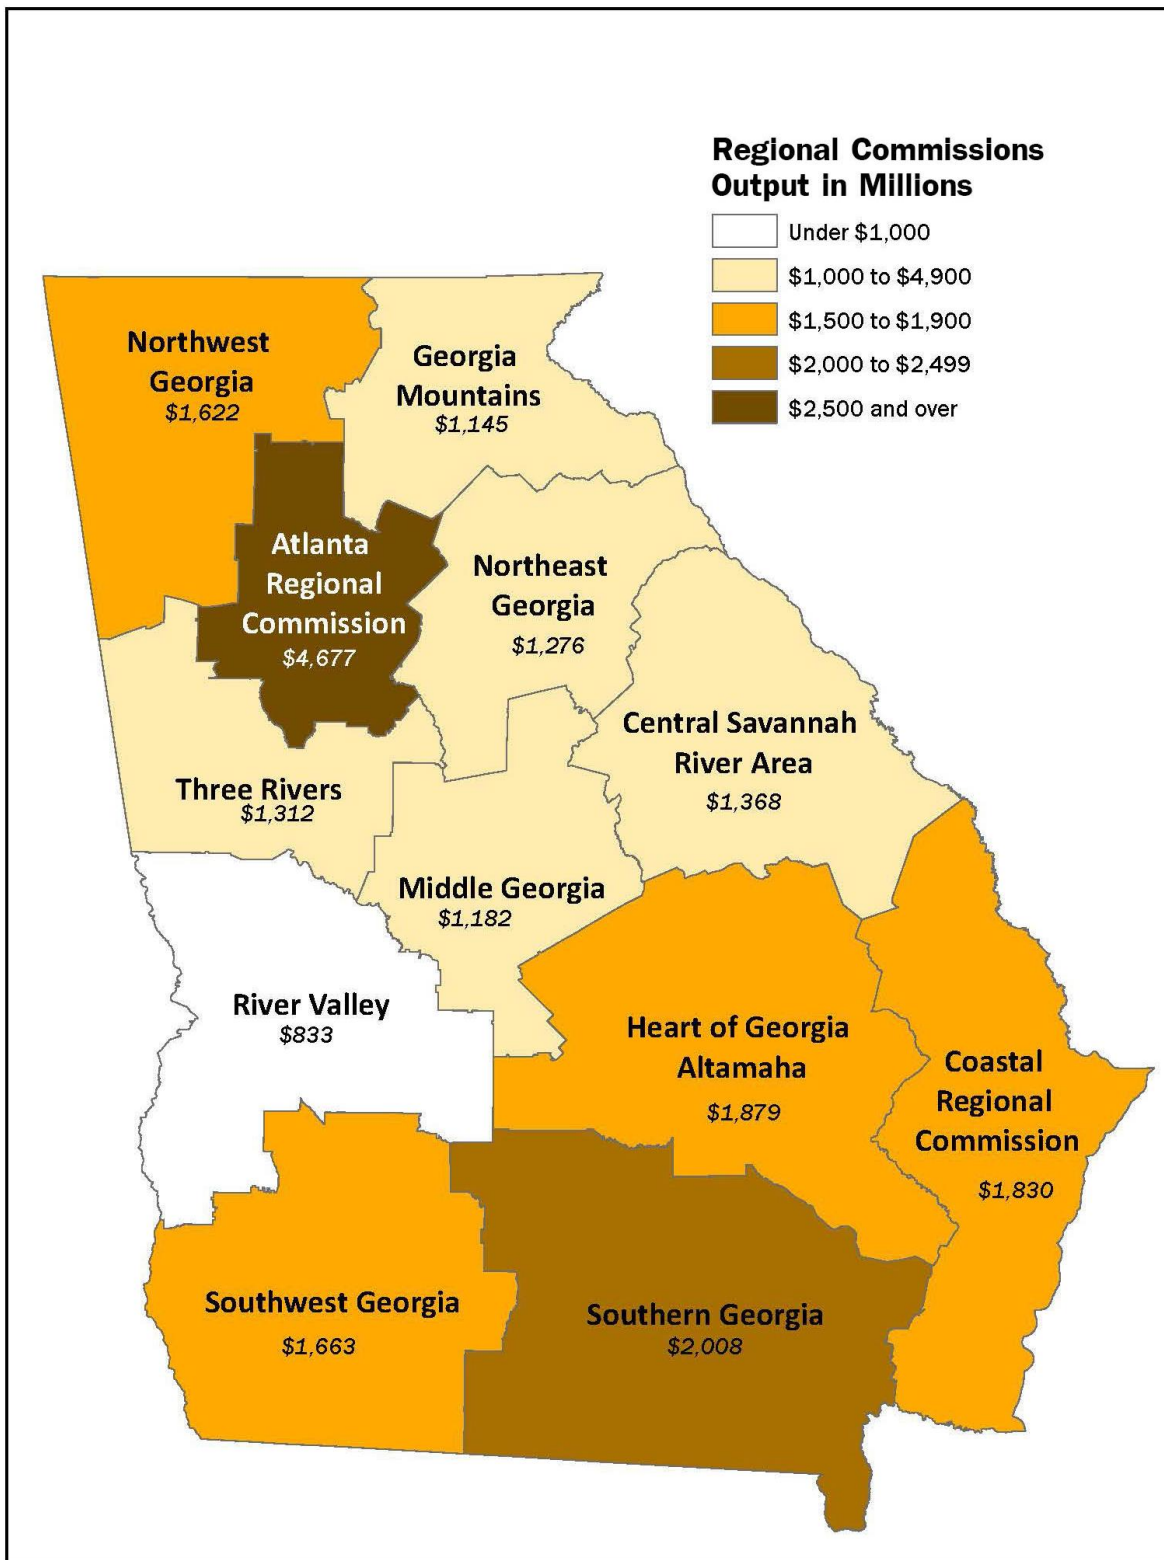 Regional Commissions
Output in Millions
Under $1,000
$1,000 to $4,900
$1,500 to $1,900
$2,000 to $2,499
$2,500 and over
Northwest
Georgia
$1,622
Georgia
Mountains
$1,145
Atlanta
Regional
Commission
$4,677
Northeast
Georgia
$1,276
Central Savannah
River Area
$1,368
Three Rivers
$1,312
Middle Georgia
$1,182
River Valley
$833
Heart of Georgia
Altamaha
$1,879
Coastal
Regional
Commission
$1,830
Southwest Georgia
$1,663
Southern Georgia
$2,008